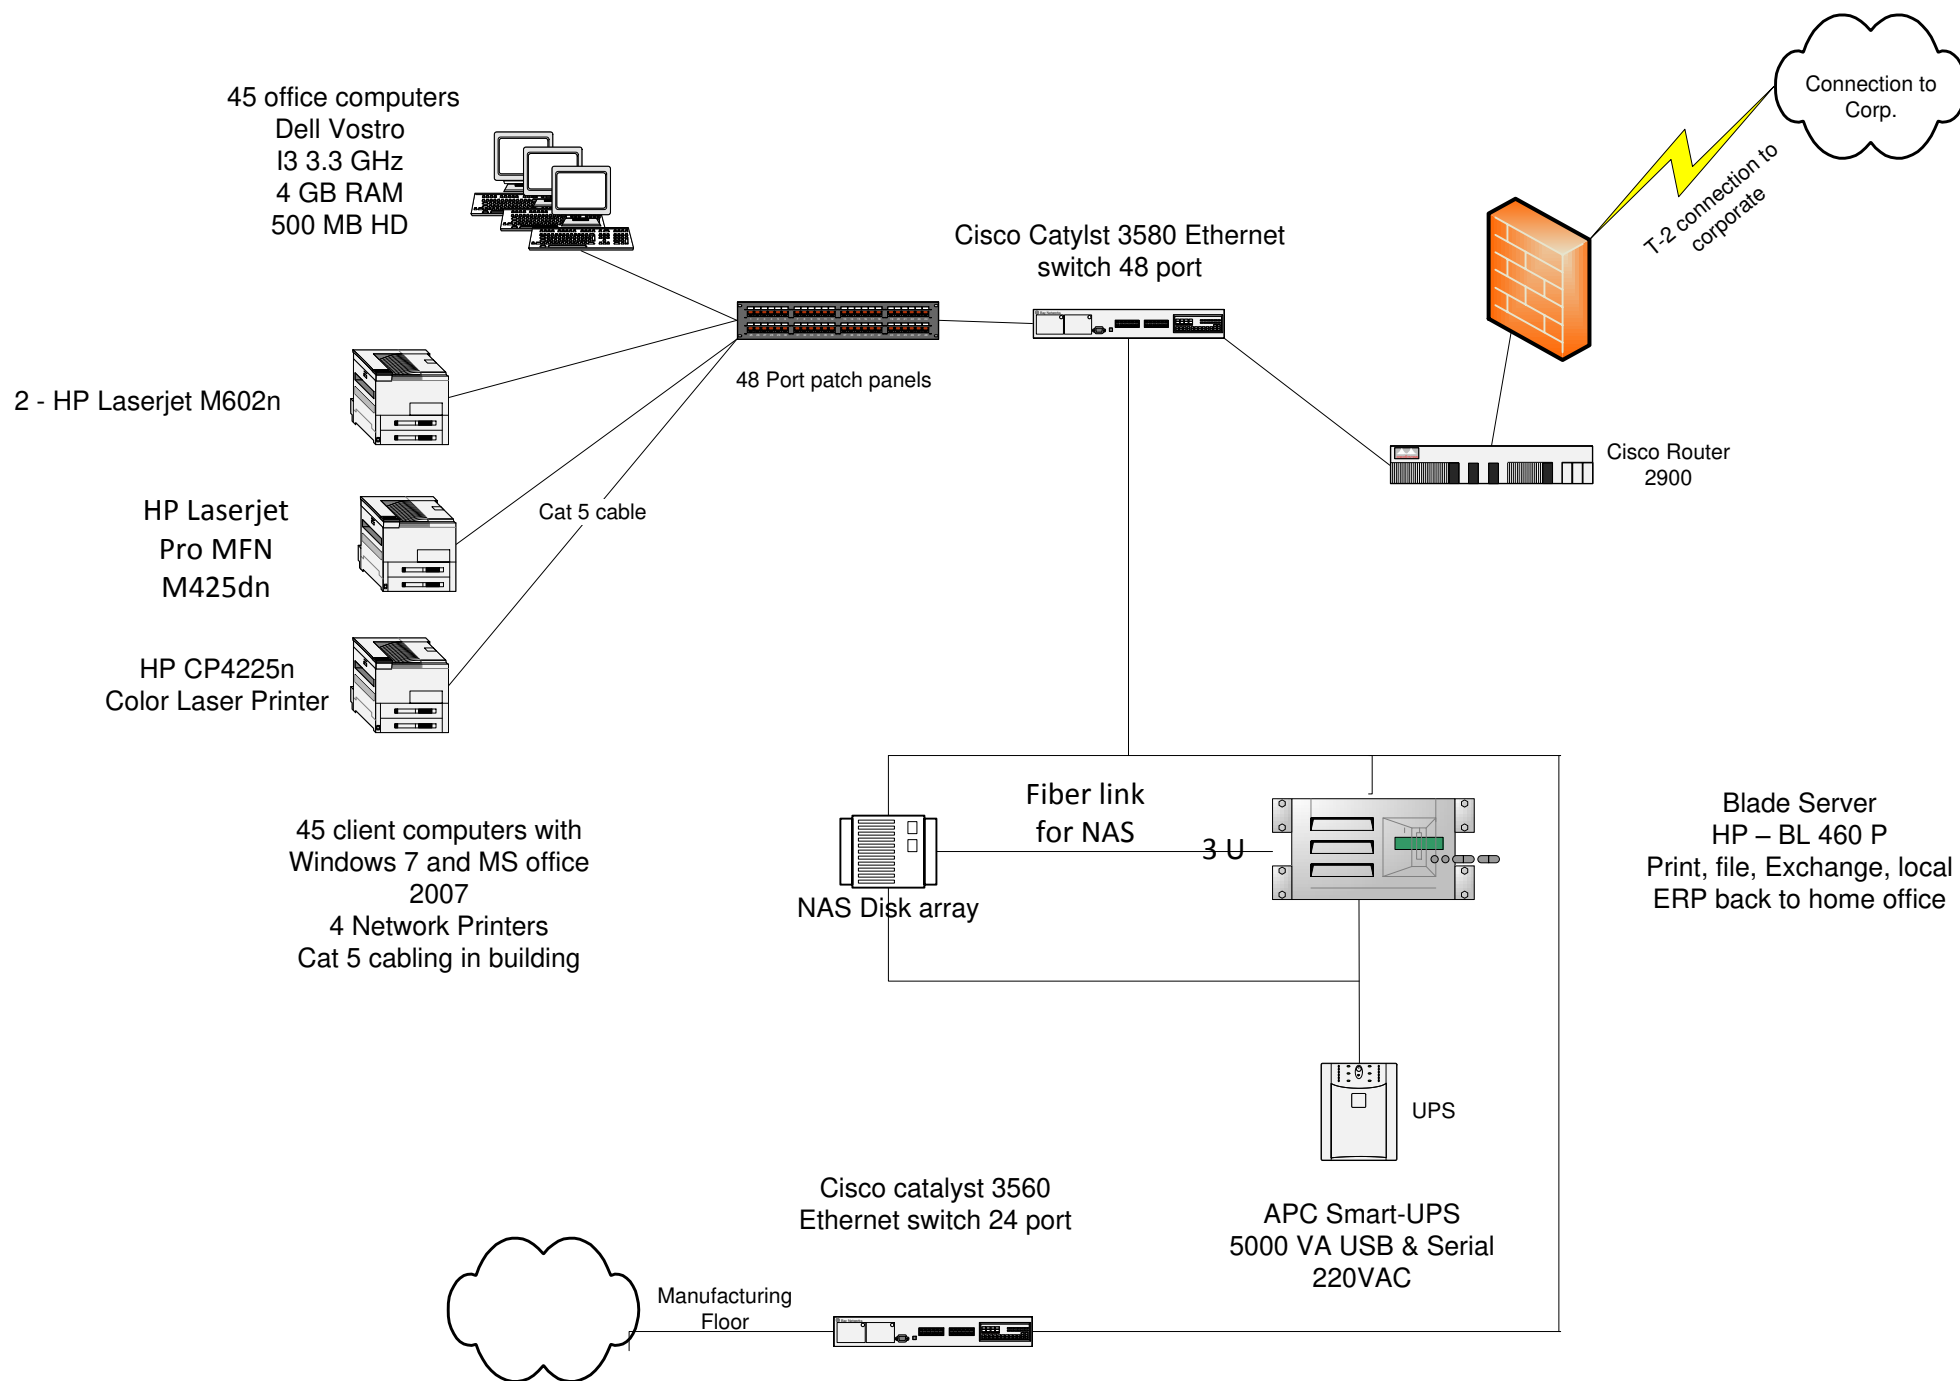 Connection to
Corp.
45 office computers
Dell Vostro
I3 3.3 GHz
4 GB RAM
500 MB HD
T-2 connection to
corporate
Cisco Catylst 3580 Ethernet
switch 48 port
48 Port patch panels
2 - HP Laserjet M602n
Cisco Router
2900
HP Laserjet
Pro MFN
M425dn
Cat 5 cable
HP CP4225n
Color Laser Printer
Fiber link
for NAS
3 U
Blade Server
HP – BL 460 P
Print, file, Exchange, local
ERP back to home office
45 client computers with
Windows 7 and MS office
2007
4 Network Printers
Cat 5 cabling in building
NAS Disk array
UPS
Cisco catalyst 3560
Ethernet switch 24 port
APC Smart-UPS
5000 VA USB & Serial
220VAC
Manufacturing
Floor